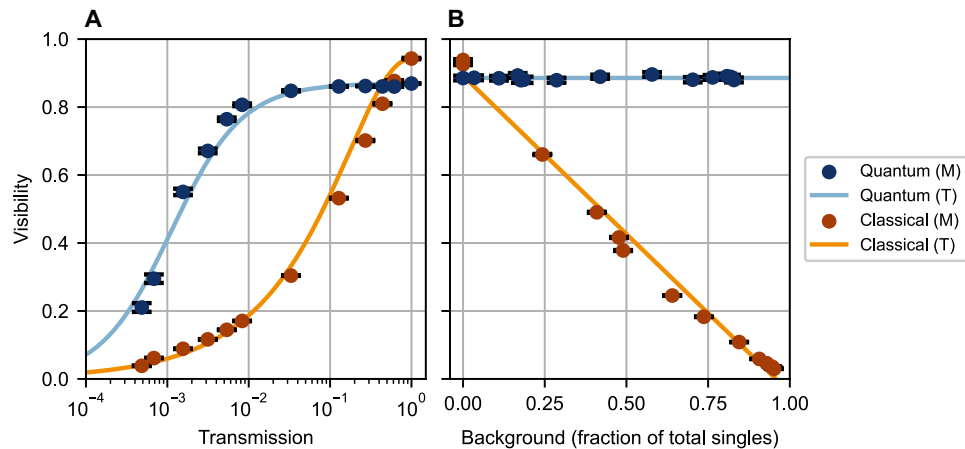 A
B
Visibility
1.0
0.8
0.6
0.4
0.2
0.0
10⁻⁴
10⁻³
10⁻²
10⁻¹
10⁰
Transmission
0.00
0.25
0.50
0.75
1.00
Background (fraction of total singles)
Quantum (M)
Quantum (T)
Classical (M)
Classical (T)